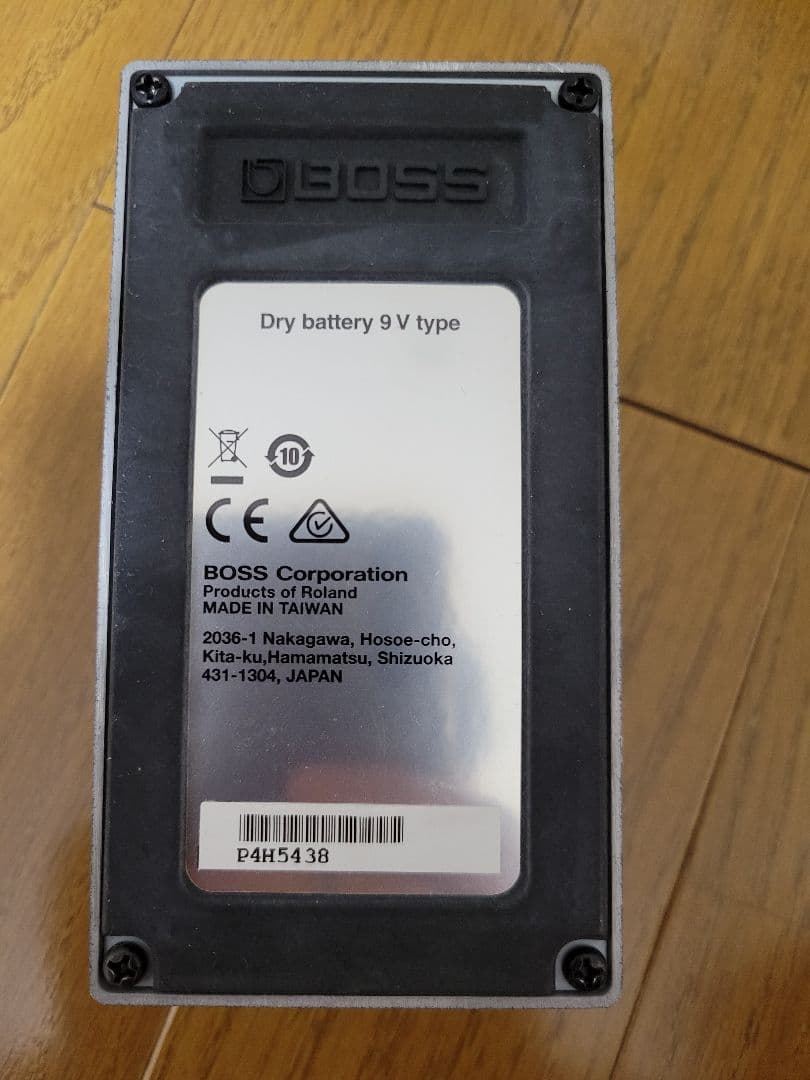 BOSS
Dry battery 9 V type
10
CE
BOSS Corporation
Products of Roland
MADE IN TAIWAN
2036-1 Nakagawa, Hosoe-cho,
Kita-ku,Hamamatsu, Shizuoka
431-1304, JAPAN
P4H5438